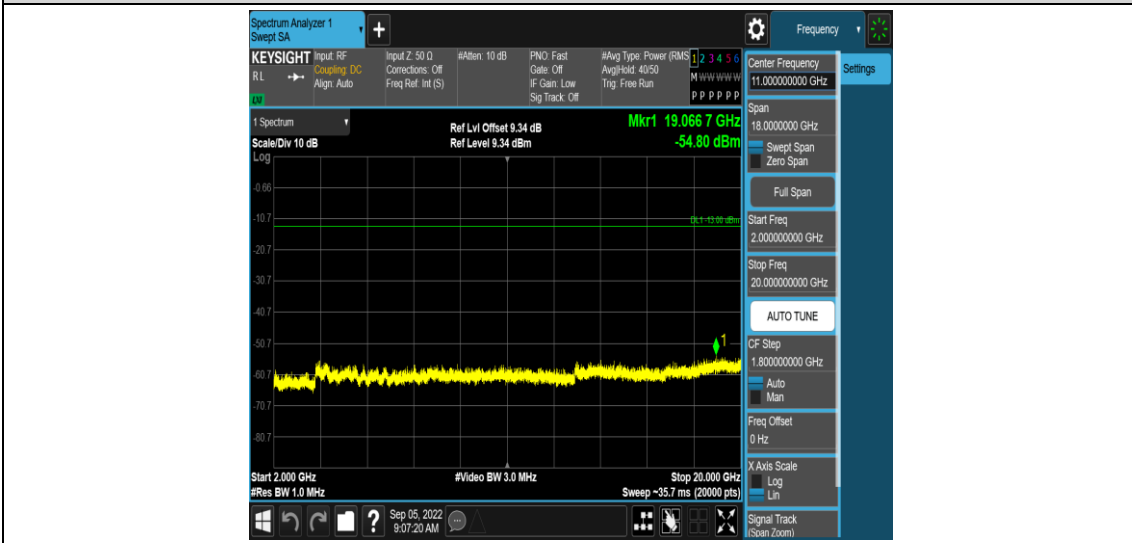 Spectrum Analyzer 1
Swept SA
+
Frequency
KEYSIGHT
RL
Input: RF
Coupling: DC
Align: Auto
Input Z: 50 Ω
Corrections: Off
Freq Ref: Int (S)
#Atten: 10 dB
PNO: Fast
Gate: Off
IF Gain: Low
Sig Track: Off
#Avg Type: Power (RMS
Avg|Hold: 40/50
Trig: Free Run
1 2 3 4 5 6
M W W W W W
P P P P P P
Center Frequency
11.000000000 GHz
Settings
Span
18.0000000 GHz
Swept Span
Zero Span
Full Span
Start Freq
2.000000000 GHz
Stop Freq
20.000000000 GHz
AUTO TUNE
CF Step
1.800000000 GHz
Auto
Man
Freq Offset
0 Hz
X Axis Scale
Log
Lin
Signal Track
(Span Zoom)
1 Spectrum
Scale/Div 10 dB
Log
Ref Lvl Offset 9.34 dB
Ref Level 9.34 dBm
Mkr1 19.066 7 GHz
-54.80 dBm
-0.66
-10.7
DL1 -13.00 dBm
-20.7
-30.7
-40.7
-50.7
1
-60.7
-70.7
-80.7
Start 2.000 GHz
#Video BW 3.0 MHz
Stop 20.000 GHz
#Res BW 1.0 MHz
Sweep ~35.7 ms (20000 pts)
?
Sep 05, 2022
9:07:20 AM